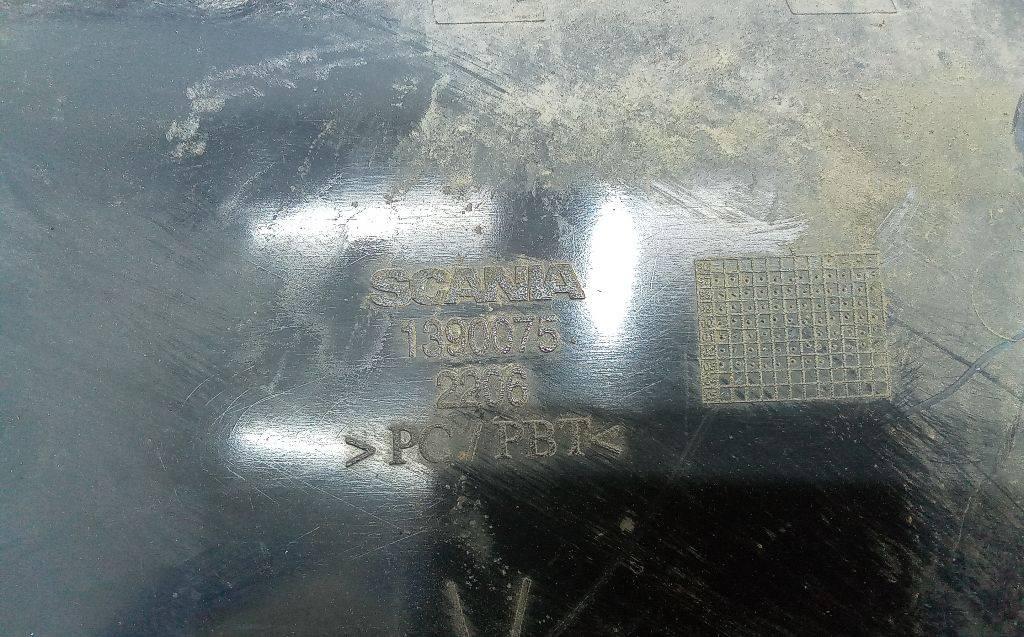 SCANIA
1390075
2206
>PC/PBT<